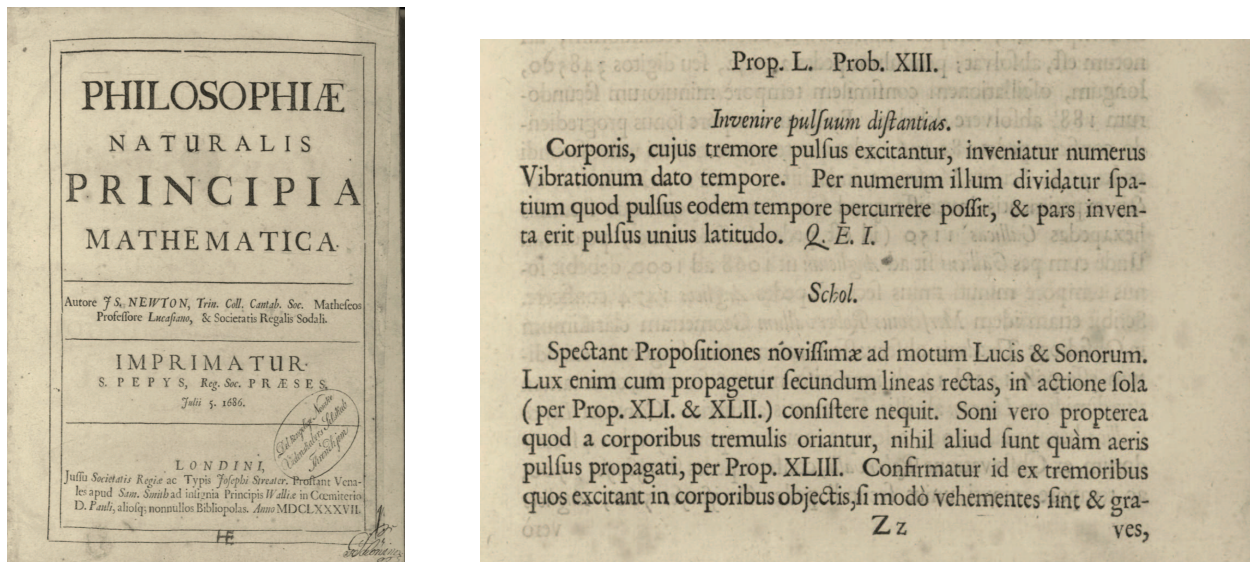 PHILOSOPHIÆ
NATURALIS
PRINCIPIA
MATHEMATICA.
Autore J S. NEWTON, Trin. Coll. Cantab. Soc. Matheseos
Professore Lucasiano, & Societatis Regalis Sodali.
IMPRIMATUR.
S. PEPYS, Reg. Soc. PRÆSES.
Julii 5. 1686.
LONDINI,
Jussu Societatis Regiæ ac Typis Josephi Streater. Prostant Vena-
les apud Sam. Smith ad insignia Principis Walliæ in Cœmiterio
D. Pauli, aliosq; nonnullos Bibliopolas. Anno MDCLXXXVII.
Prop. L. Prob. XIII.
Invenire pulſuum diſtantias.
Corporis, cujus tremore pulſus excitantur, inveniatur numerus
Vibrationum dato tempore. Per numerum illum dividatur ſpa-
tium quod pulſus eodem tempore percurrere poſſit, & pars inven-
ta erit pulſus unius latitudo. Q. E. I.
Schol.
Spectant Propoſitiones noviſſimæ ad motum Lucis & Sonorum.
Lux enim cum propagetur ſecundum lineas rectas, in actione ſola
(per Prop. XLI. & XLII.) conſiſtere nequit. Soni vero propterea
quod a corporibus tremulis oriantur, nihil aliud ſunt quàm aeris
pulſus propagati, per Prop. XLIII. Confirmatur id ex tremoribus
quos excitant in corporibus objectis, ſi modò vehementes ſint & gra-
Zz ves,